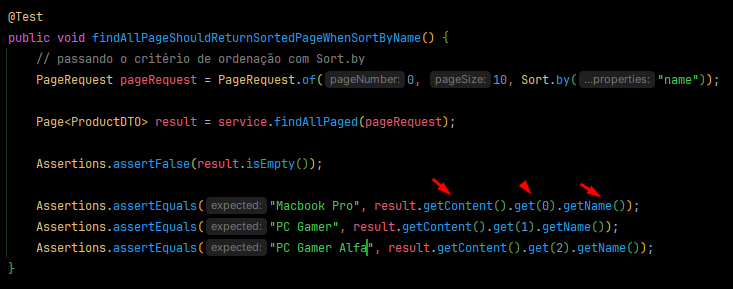 @Test
public void findAllPageShouldReturnSortedPageWhenSortByName() {
// passando o critério de ordenação com Sort.by
PageRequest pageRequest = PageRequest.of( pageNumber: 0, pageSize: 10, Sort.by( ...properties: "name"));
Page<ProductDTO> result = service.findAllPaged(pageRequest);
Assertions.assertFalse(result.isEmpty());
Assertions.assertEquals( expected: "Macbook Pro", result.getContent().get(0).getName());
Assertions.assertEquals( expected: "PC Gamer", result.getContent().get(1).getName());
Assertions.assertEquals( expected: "PC Gamer Alfa", result.getContent().get(2).getName());
}